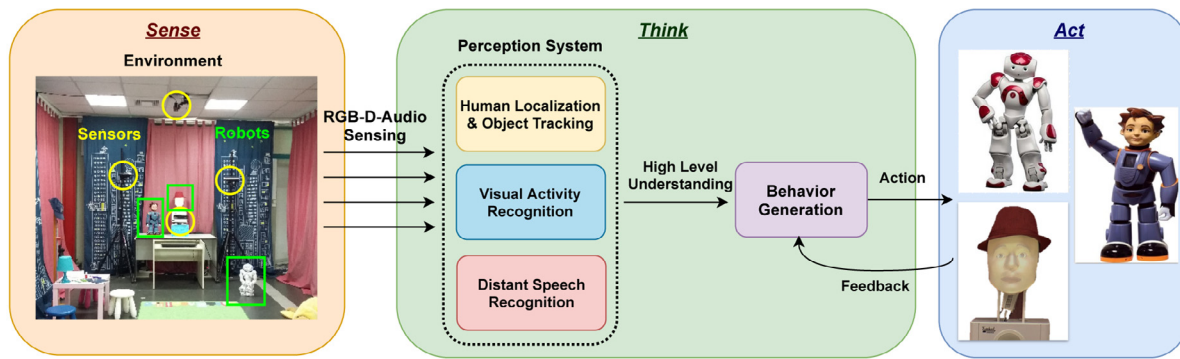 Sense
Environment
Sensors
Robots
RGB-D-Audio
Sensing
Think
Perception System
Human Localization
& Object Tracking
Visual Activity
Recognition
Distant Speech
Recognition
High Level
Understanding
Behavior
Generation
Action
Feedback
Act